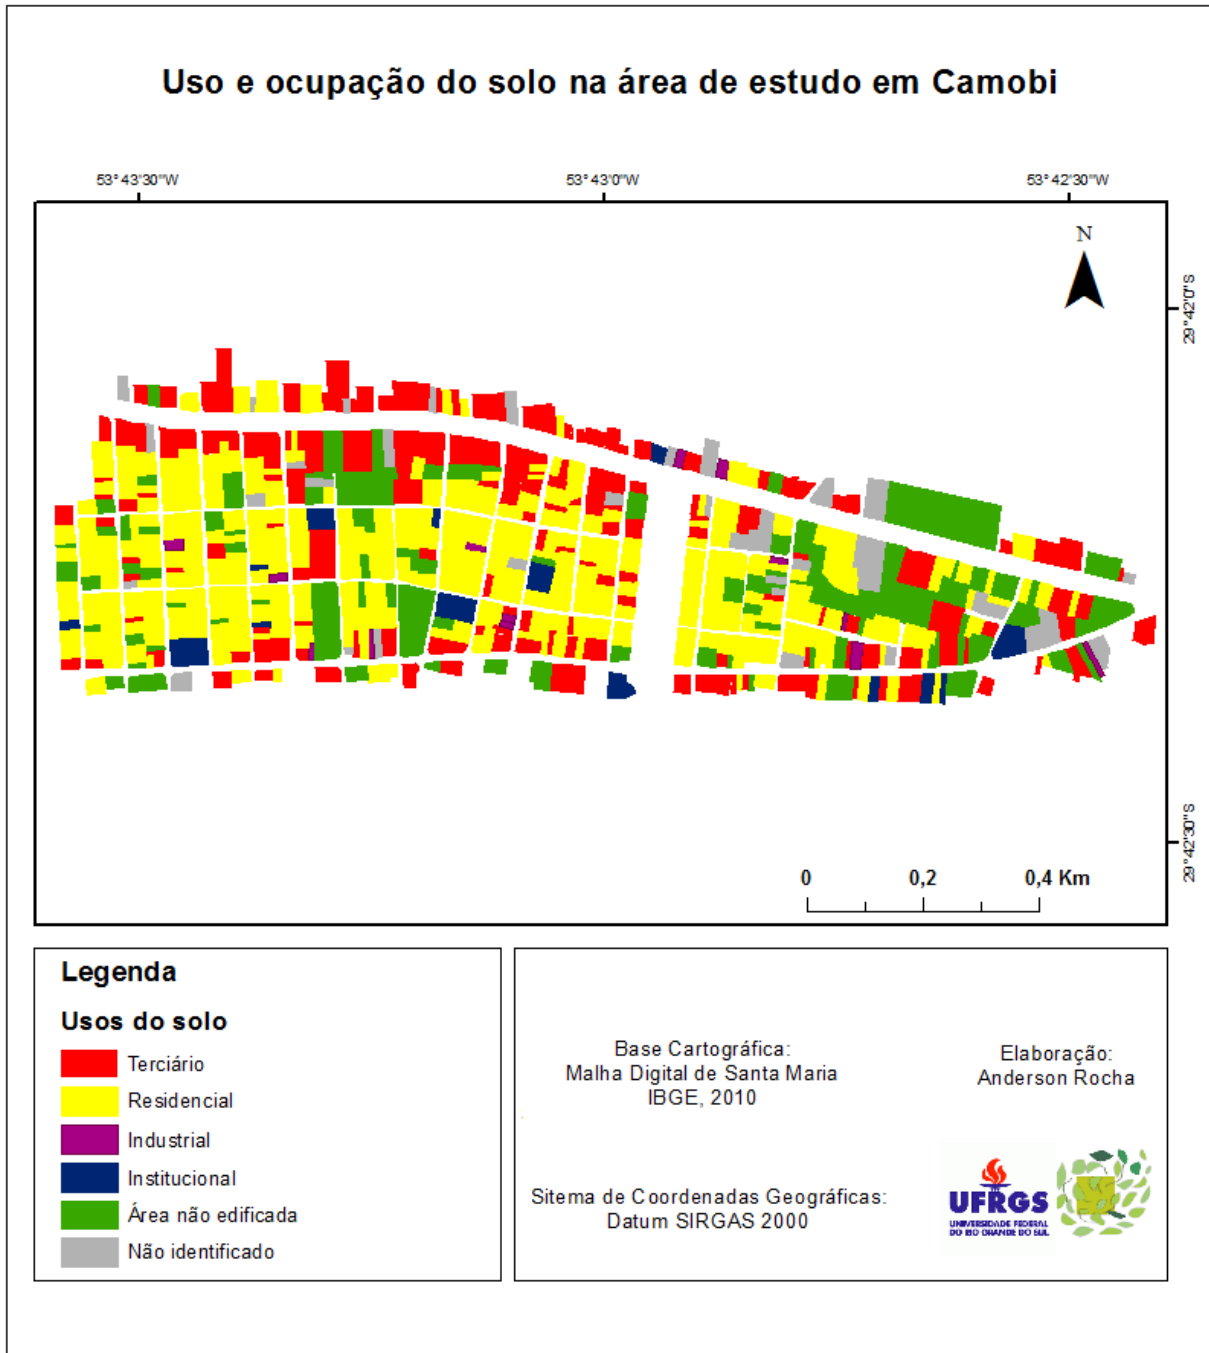 Uso e ocupação do solo na área de estudo em Camobi
53°43'30"W
53°43'0"W
53°42'30"W
N
29°42'0"S
29°42'30"S
0
0,2
0,4 Km
Legenda
Usos do solo
Terciário
Residencial
Industrial
Institucional
Área não edificada
Não identificado
Base Cartográfica:
Malha Digital de Santa Maria
IBGE, 2010
Elaboração:
Anderson Rocha
Sitema de Coordenadas Geográficas:
Datum SIRGAS 2000
UFRGS
UNIVERSIDADE FEDERAL
DO RIO GRANDE DO SUL